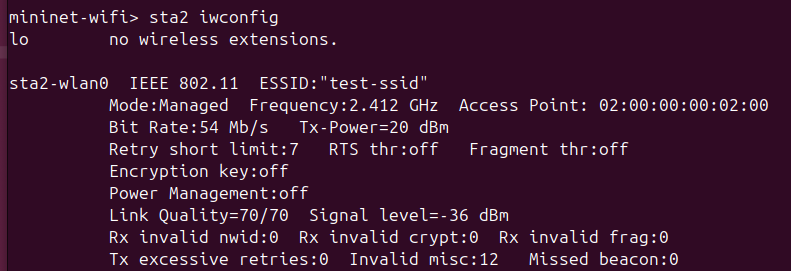 mininet-wifi> sta2 iwconfig
lo        no wireless extensions.
sta2-wlan0  IEEE 802.11  ESSID:"test-ssid"
          Mode:Managed  Frequency:2.412 GHz  Access Point: 02:00:00:00:02:00
          Bit Rate:54 Mb/s   Tx-Power=20 dBm
          Retry short limit:7   RTS thr:off   Fragment thr:off
          Encryption key:off
          Power Management:off
          Link Quality=70/70  Signal level=-36 dBm
          Rx invalid nwid:0  Rx invalid crypt:0  Rx invalid frag:0
          Tx excessive retries:0  Invalid misc:12   Missed beacon:0